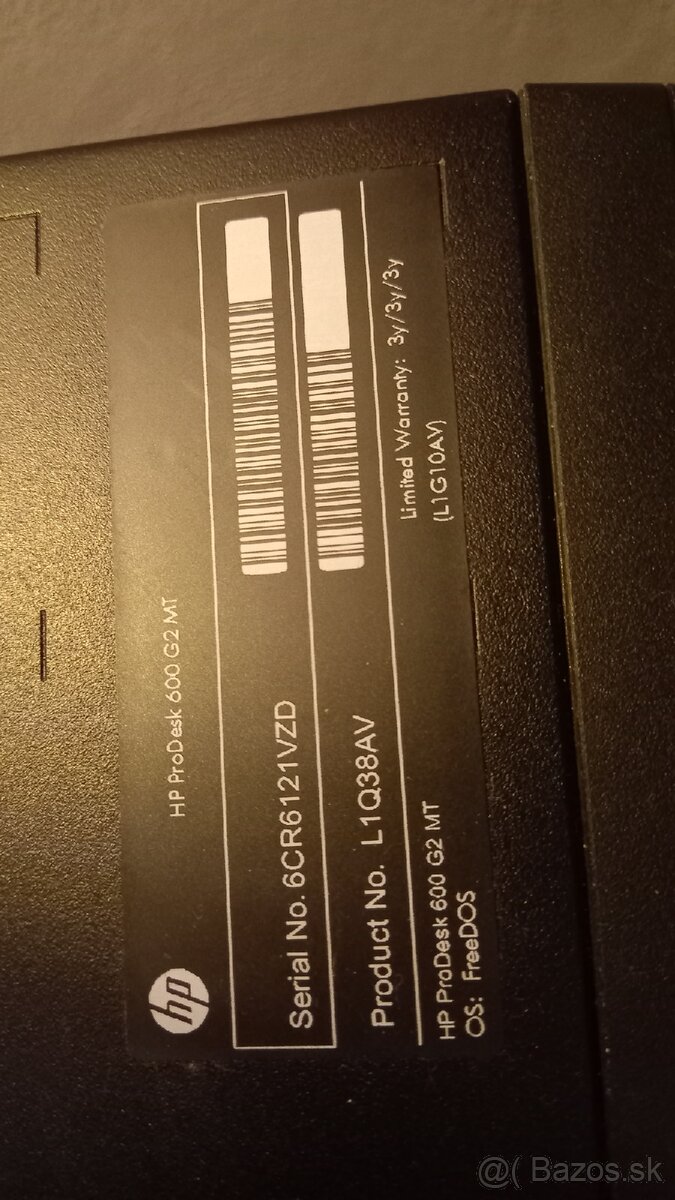 hp
HP ProDesk 600 G2 MT
Serial No. 6CR6121VZD
Product No. L1Q38AV
HP ProDesk 600 G2 MT
Limited Warranty: 3y/3y/3y
OS: FreeDOS
(L1G10AV)
@( Bazos.sk